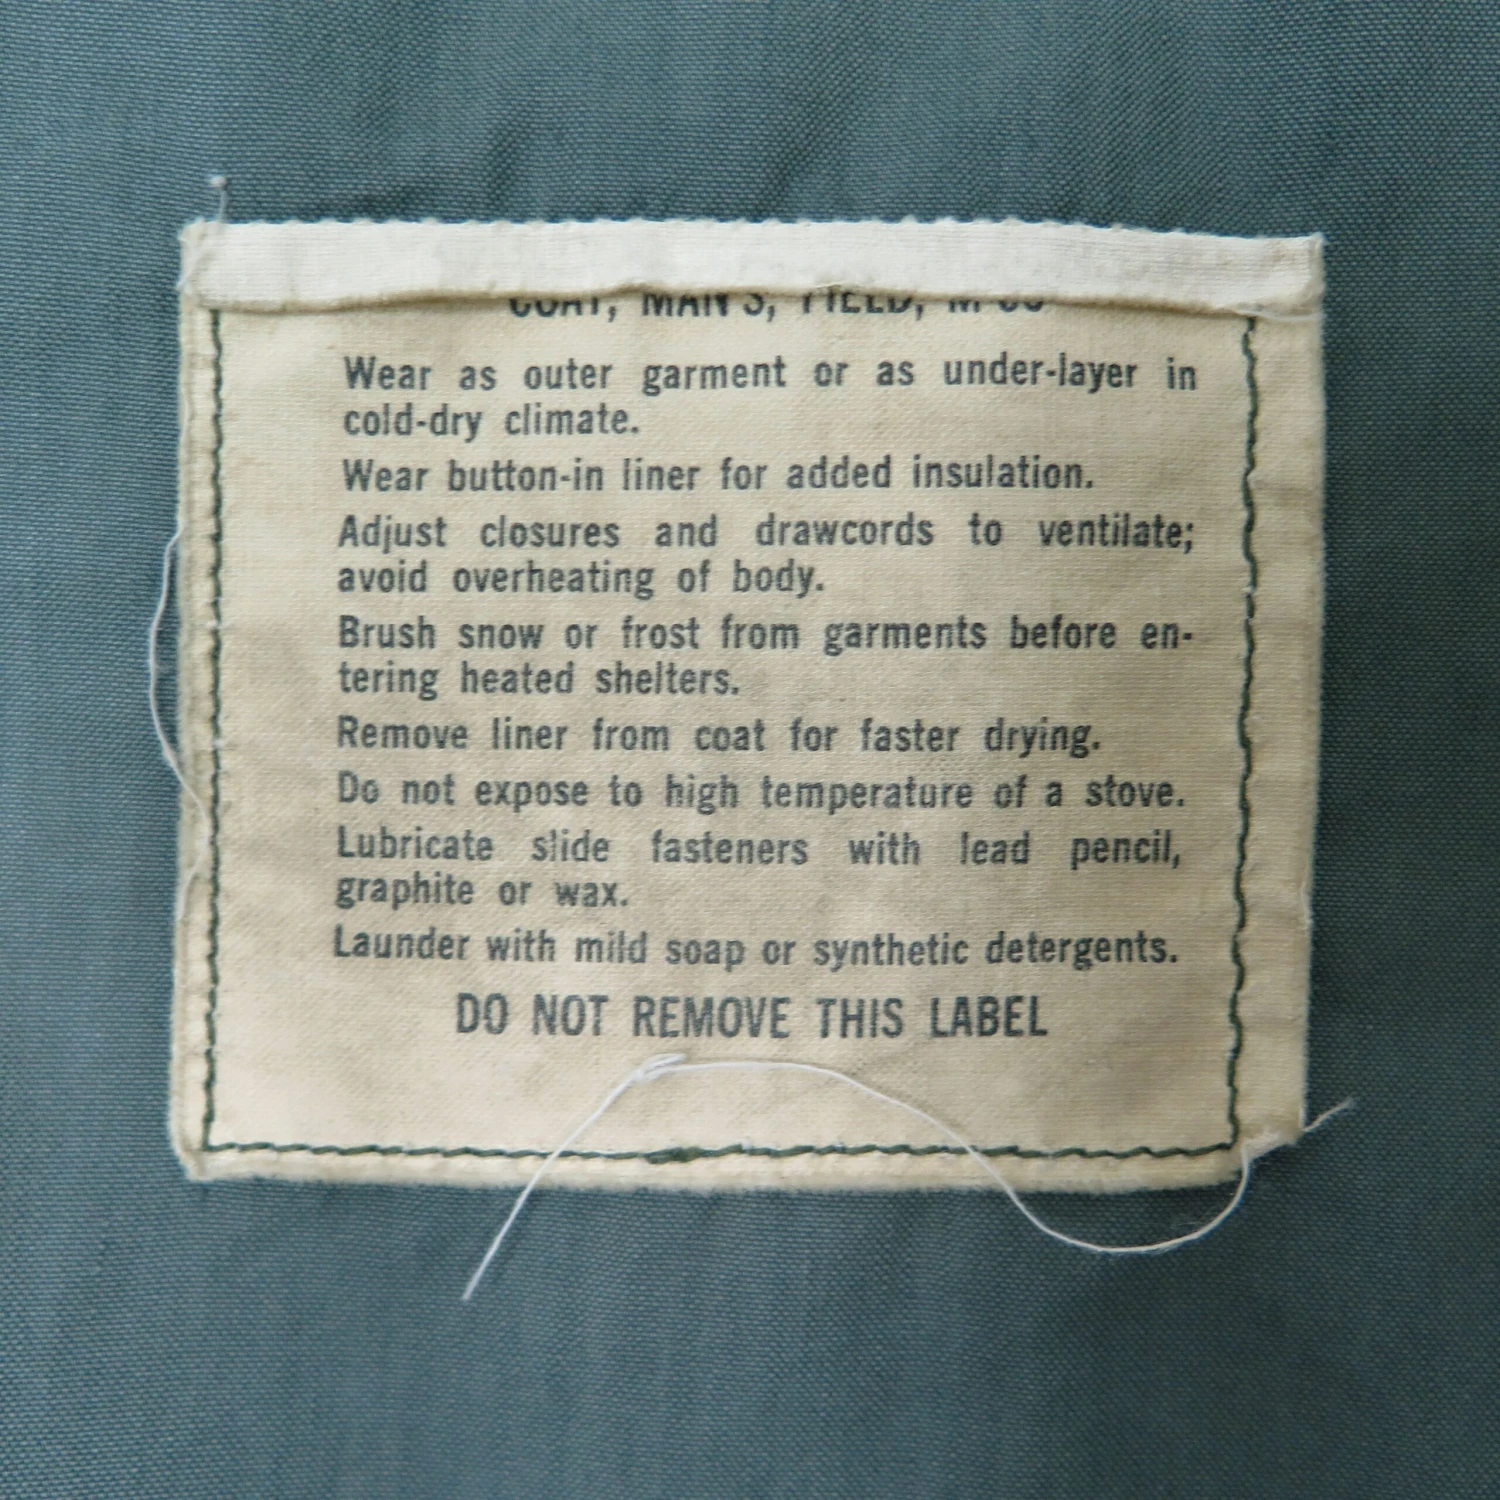 COAT, MAN'S, FIELD, M-65
Wear as outer garment or as under-layer in
cold-dry climate.
Wear button-in liner for added insulation.
Adjust closures and drawcords to ventilate;
avoid overheating of body.
Brush snow or frost from garments before en-
tering heated shelters.
Remove liner from coat for faster drying.
Do not expose to high temperature of a stove.
Lubricate slide fasteners with lead pencil,
graphite or wax.
Launder with mild soap or synthetic detergents.
DO NOT REMOVE THIS LABEL